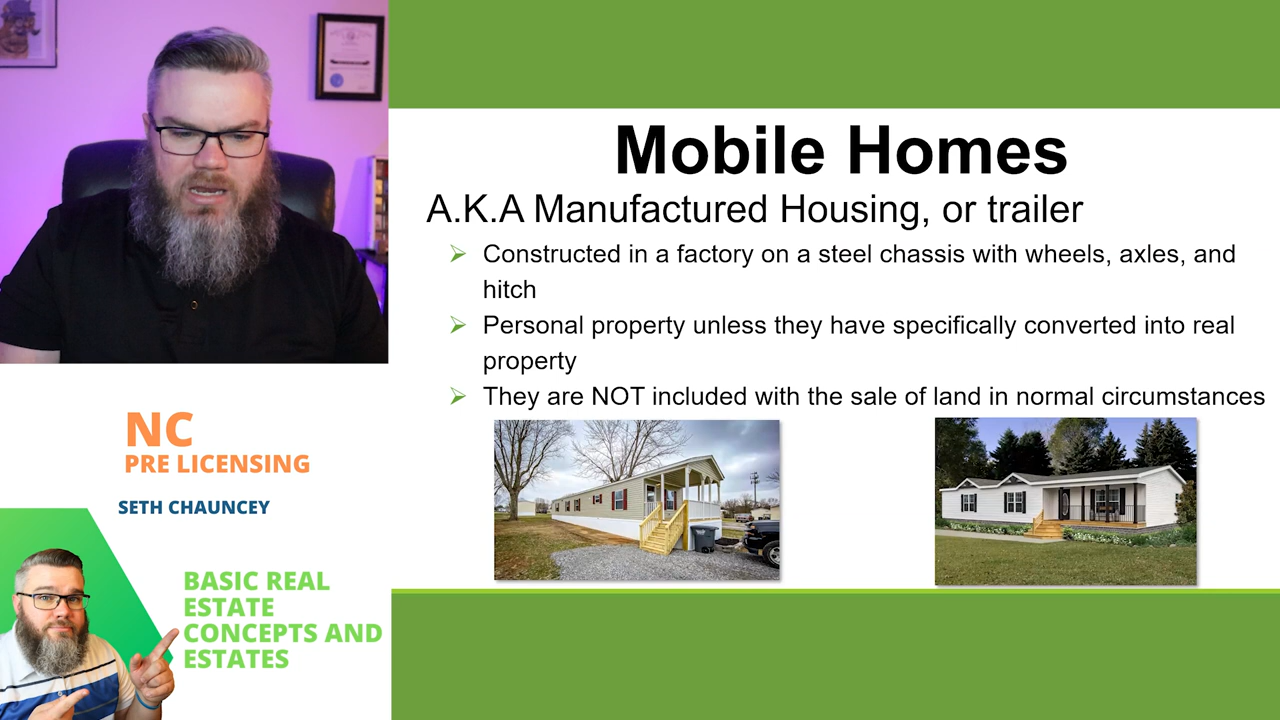 Mobile Homes
A.K.A Manufactured Housing, or trailer
Constructed in a factory on a steel chassis with wheels, axles, and
hitch
Personal property unless they have specifically converted into real
property
They are NOT included with the sale of land in normal circumstances
NC
PRE LICENSING
SETH CHAUNCEY
BASIC REAL
ESTATE
CONCEPTS AND
ESTATES